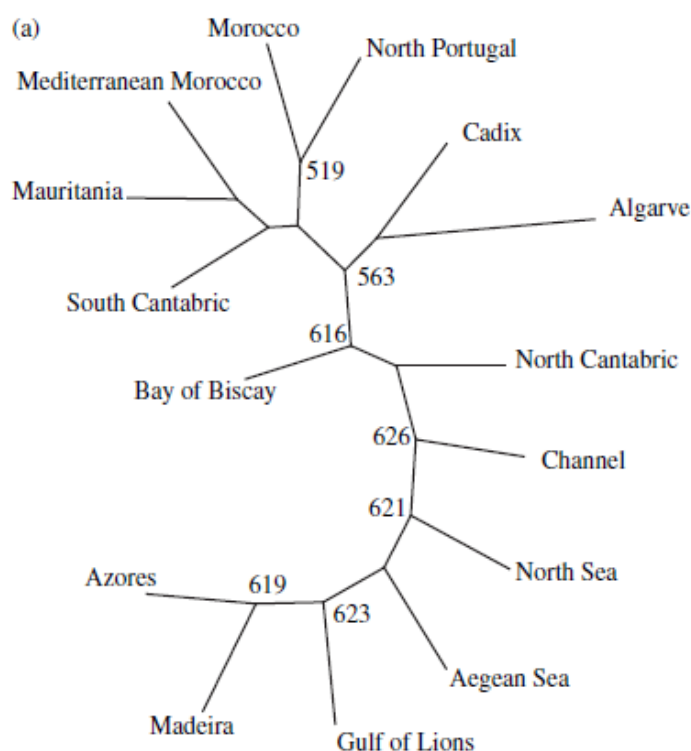 (a)
Morocco
North Portugal
Mediterranean Morocco
Cadix
519
Mauritania
Algarve
563
South Cantabric
616
North Cantabric
Bay of Biscay
626
Channel
621
North Sea
Azores
619
623
Aegean Sea
Madeira
Gulf of Lions